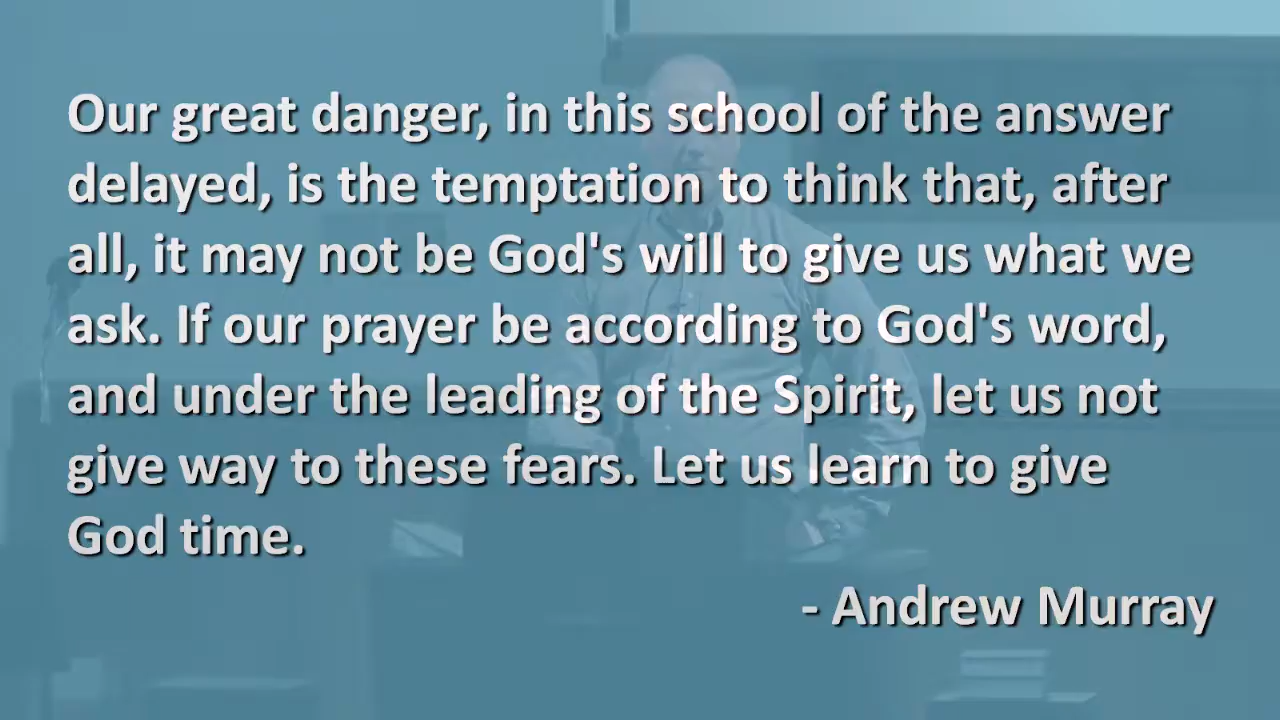 Our great danger, in this school of the answer
delayed, is the temptation to think that, after
all, it may not be God's will to give us what we
ask. If our prayer be according to God's word,
and under the leading of the Spirit, let us not
give way to these fears. Let us learn to give
God time.
- Andrew Murray